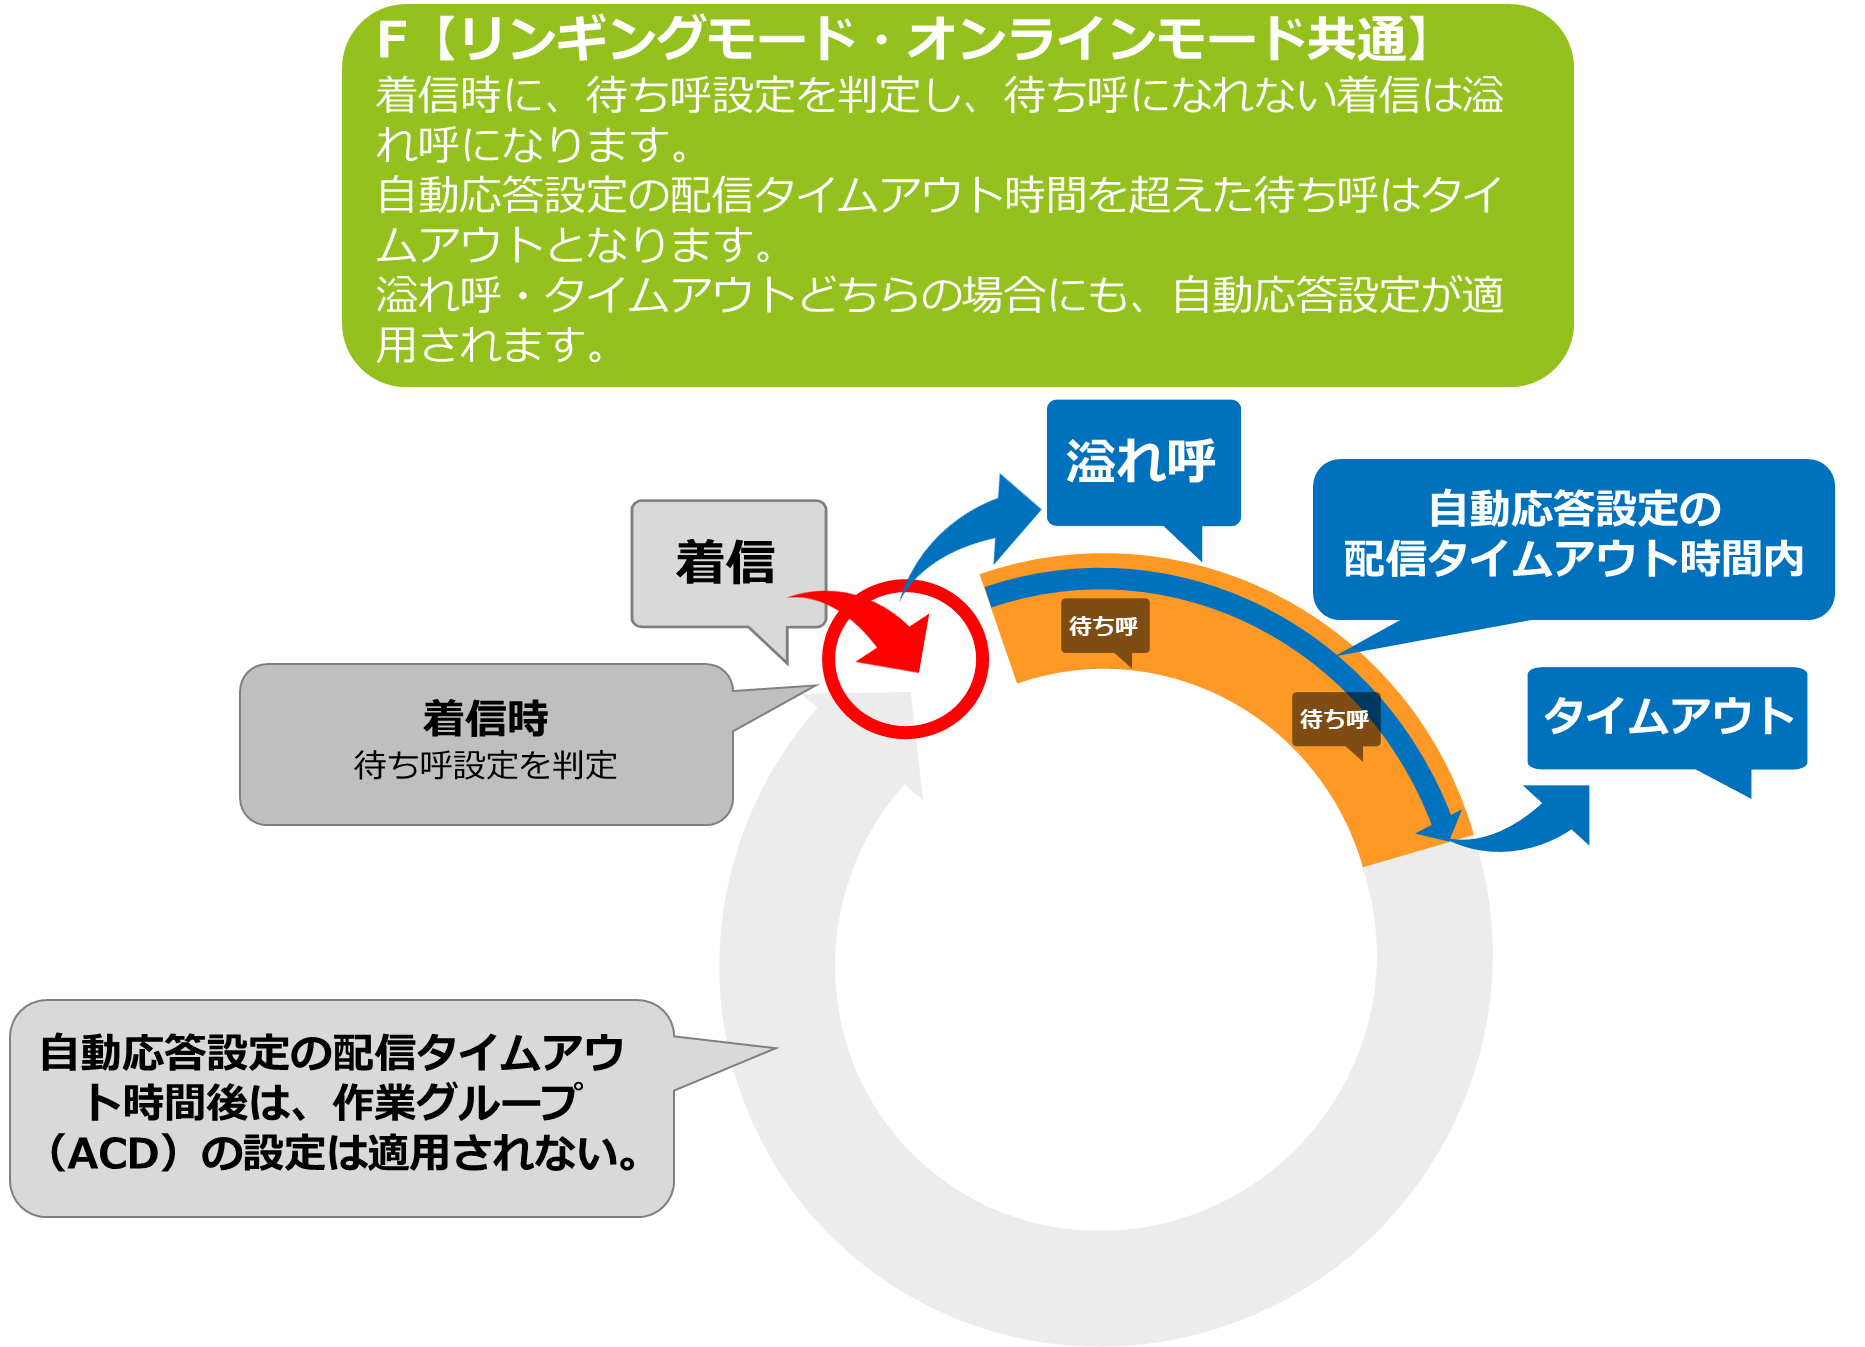 F【リンギングモード・オンラインモード共通】
着信時に、待ち呼設定を判定し、待ち呼になれない着信は溢
れ呼になります。
自動応答設定の配信タイムアウト時間を超えた待ち呼はタイ
ムアウトとなります。
溢れ呼・タイムアウトどちらの場合にも、自動応答設定が適
用されます。
溢れ呼
自動応答設定の
配信タイムアウト時間内
着信
待ち呼
着信時
待ち呼設定を判定
待ち呼
タイムアウト
自動応答設定の配信タイムアウ
ト時間後は、作業グループ
（ACD）の設定は適用されない。